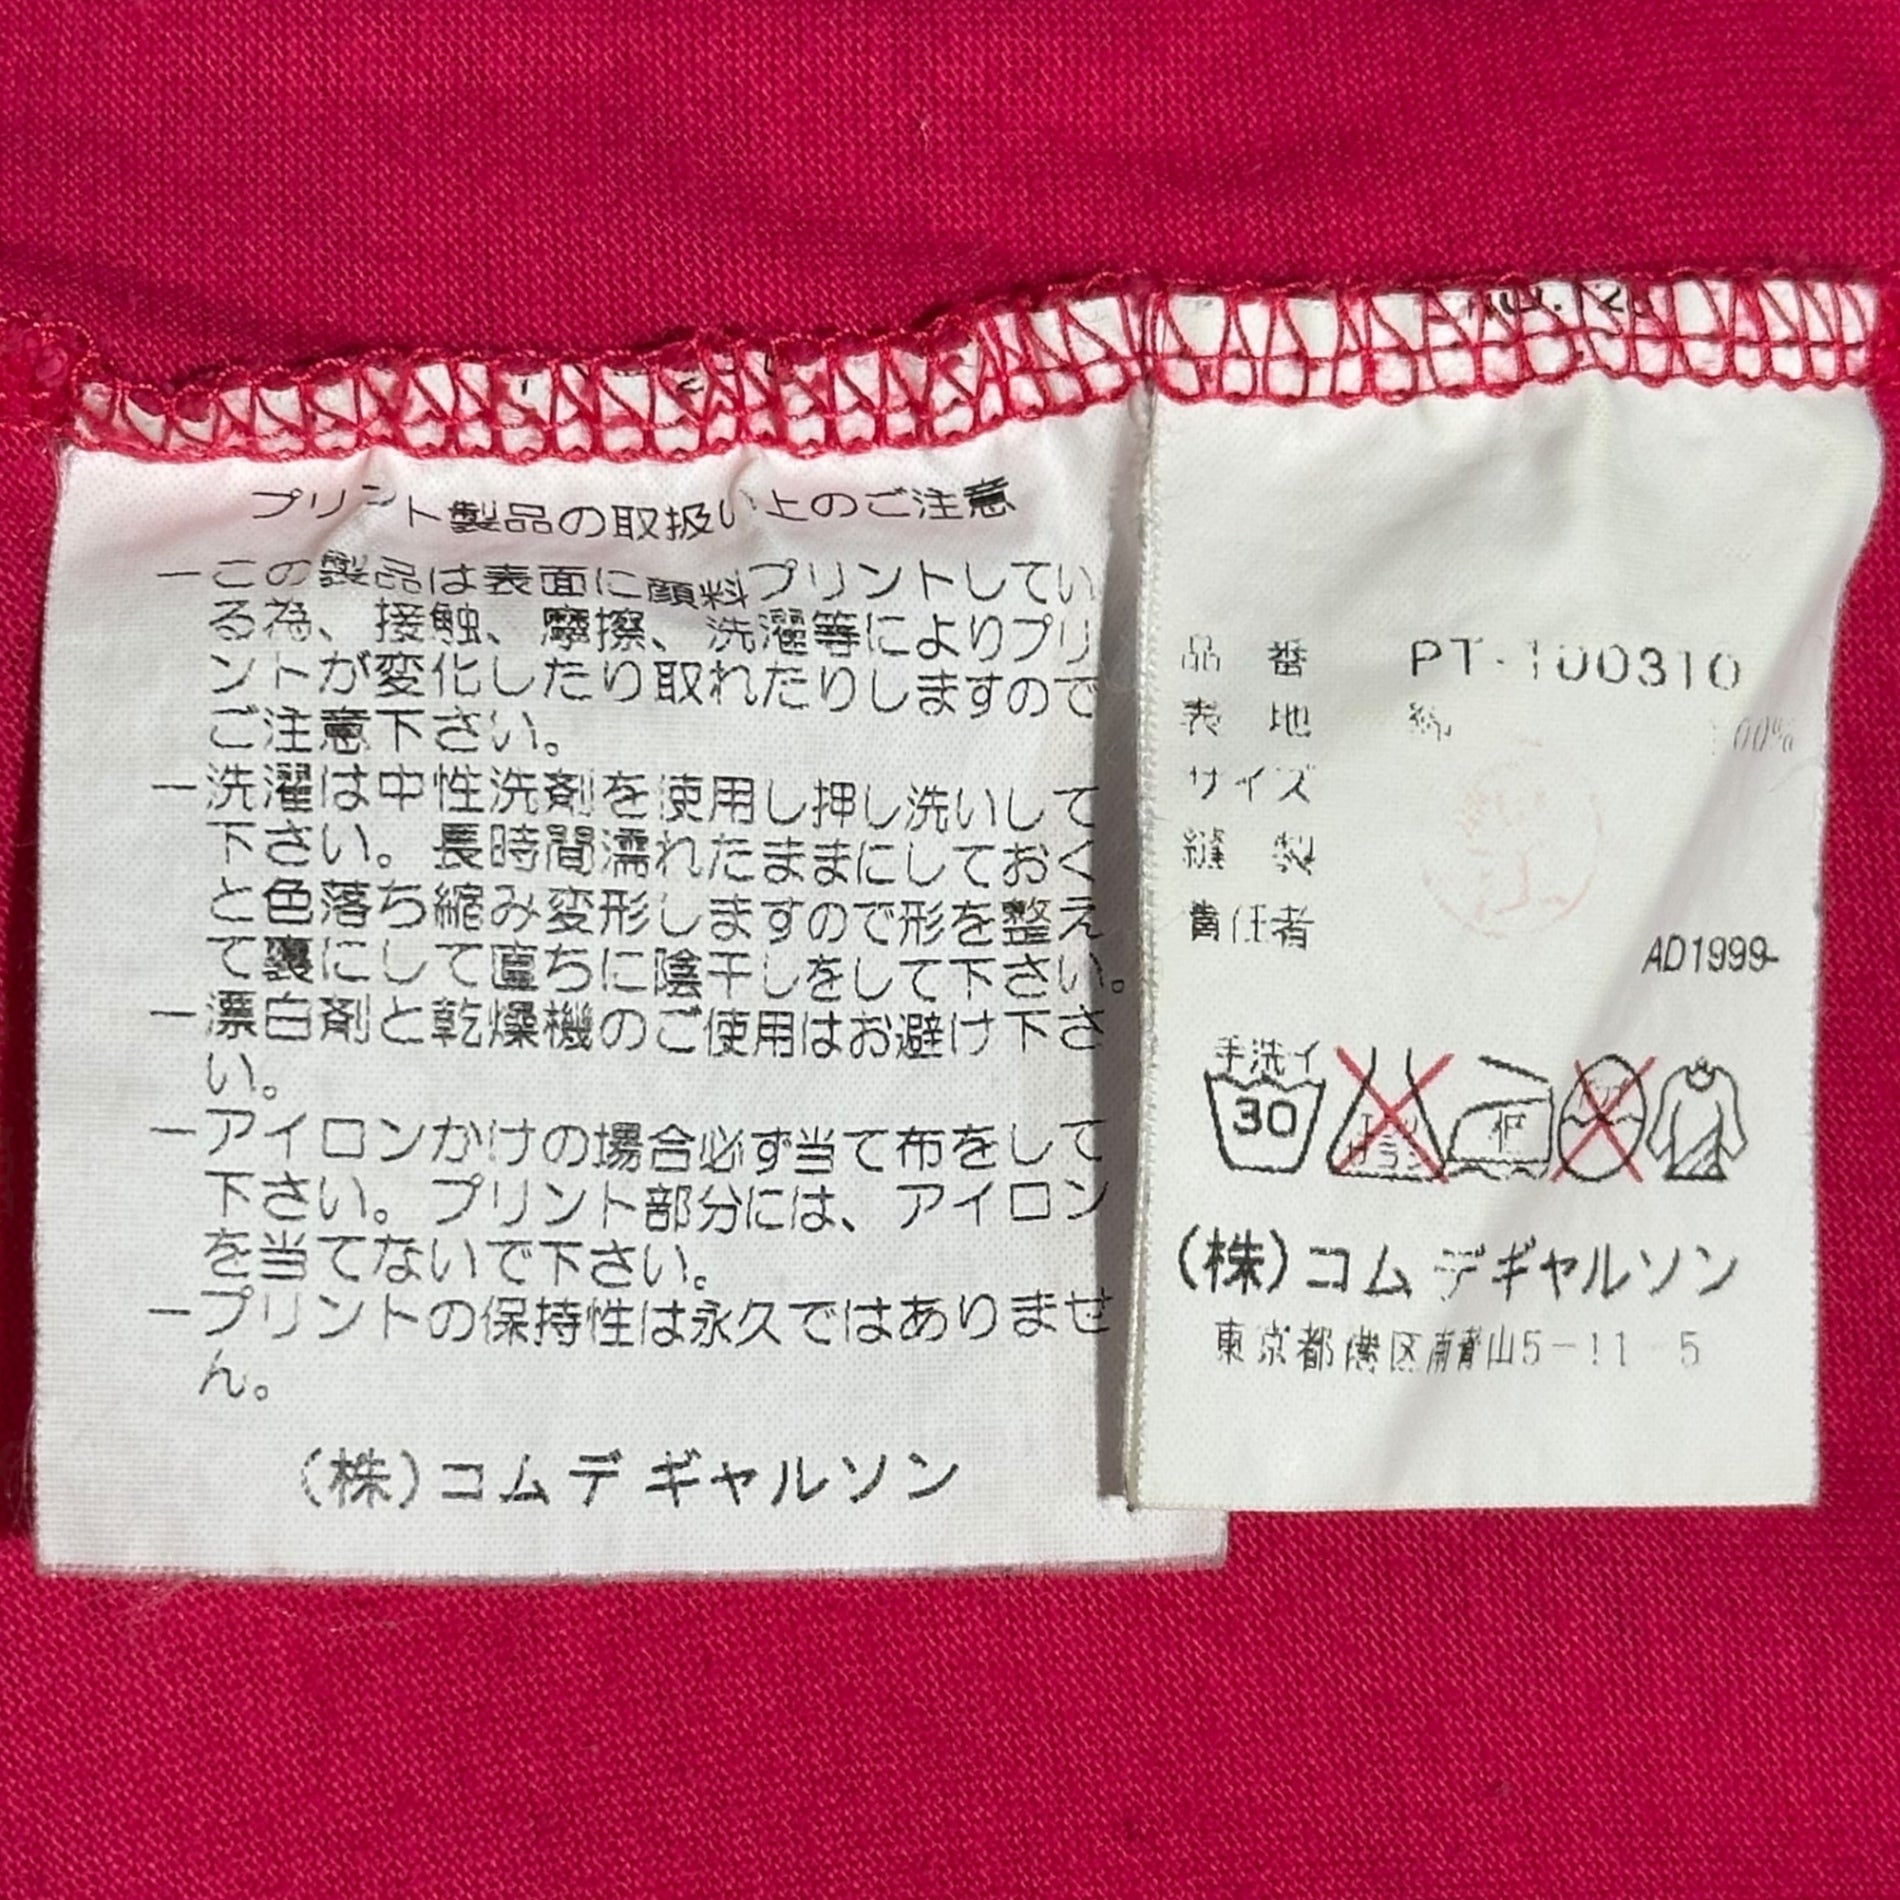 プリント製品の取扱い上のご注意
ーこの製品は表面に顔料プリントしてい
る為、接触、摩擦、洗濯等によりプリ
ントが変化したり取れたりしますので
ご注意下さい。
ー洗濯は中性洗剤を使用し押し洗いして
下さい。長時間濡れたままにしておく
と色落ち縮み変形しますので形を整え
て裏にして直ちに陰干しをして下さい。
ー漂白剤と乾燥機のご使用はお避け下さ
い。
ーアイロンかけの場合必ず当て布をして
下さい。プリント部分には、アイロン
を当てないで下さい。
ープリントの保持性は永久ではありませ
ん。
(株)コムデギャルソン
品番 PT-100310
表地 綿 100%
サイズ
縫製
責任者
AD1999
手洗イ
30
低
(株)コムデギャルソン
東京都港区南青山5-11-5